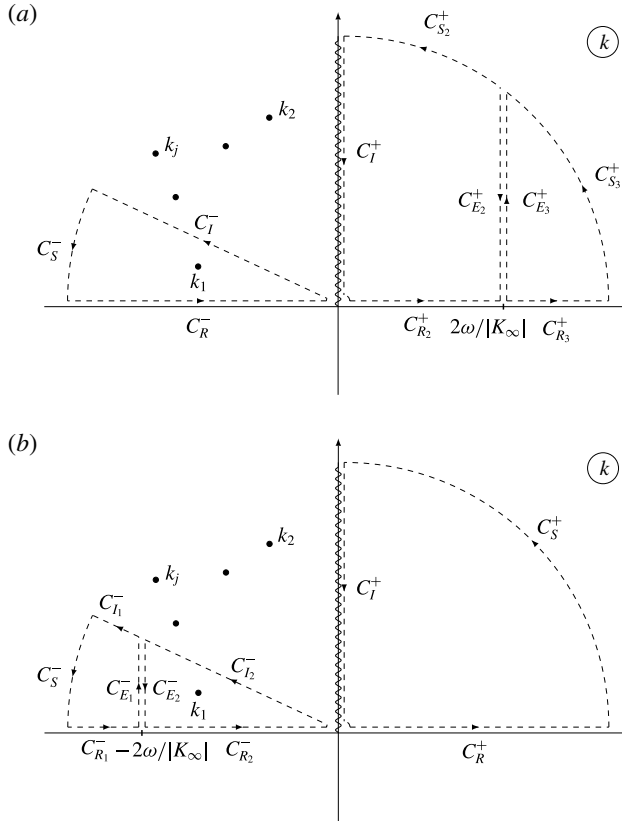 (a)
C_{S_2}^+
k
k_2
k_j
C_I^+
C_{S_3}^+
C_{E_2}^+ C_{E_3}^+
C_S^-
C_I^-
k_1
C_R^-
C_{R_2}^+ 2ω/|K_∞| C_{R_3}^+
(b)
k
C_S^+
k_2
k_j
C_I^+
C_{I_1}^-
C_S^-
C_{E_1}^- C_{E_2}^-
C_{I_2}^-
k_1
C_{R_1}^- −2ω/|K_∞| C_{R_2}^-
C_R^+